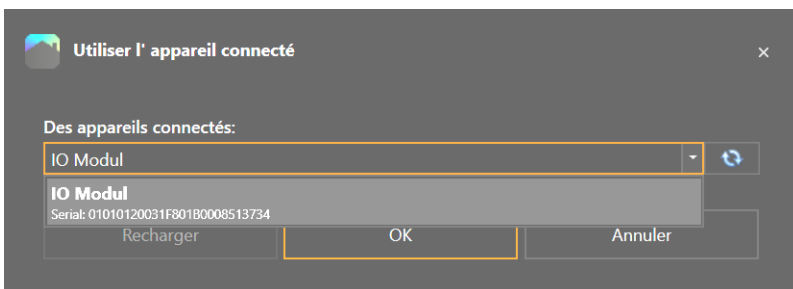 Utiliser l' appareil connecté
Des appareils connectés:
IO Modul
IO Modul
Serial: 01010120031F801B0008513734
Recharger OK Annuler